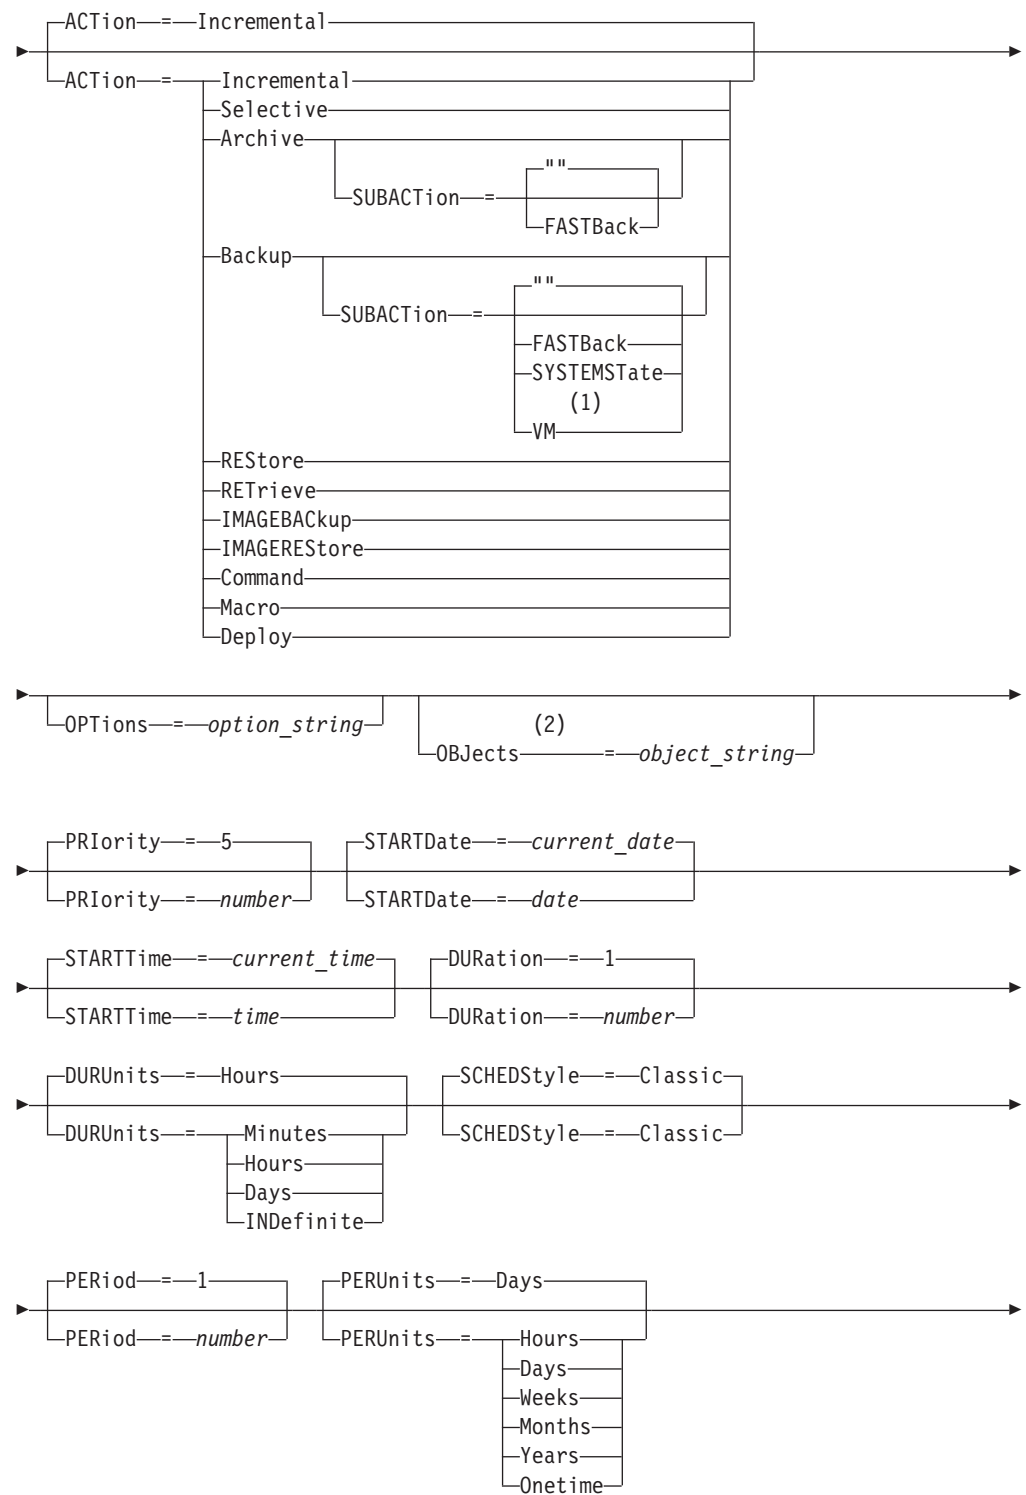 ACTion = Incremental
ACTion = Incremental
Selective
Archive
""
SUBACTion =
FASTBack
Backup
""
SUBACTion =
FASTBack
SYSTEMSTate
(1)
VM
REStore
RETrieve
IMAGEBACkup
IMAGEREStore
Command
Macro
Deploy
OPTions = option_string (2)
OBJects = object_string
PRIority = 5 STARTDate = current_date
PRIority = number STARTDate = date
STARTTime = current_time DURation = 1
STARTTime = time DURation = number
DURUnits = Hours SCHEDStyle = Classic
DURUnits = Minutes SCHEDStyle = Classic
Hours
Days
INDefinite
PERiod = 1 PERUnits = Days
PERiod = number PERUnits = Hours
Days
Weeks
Months
Years
Onetime